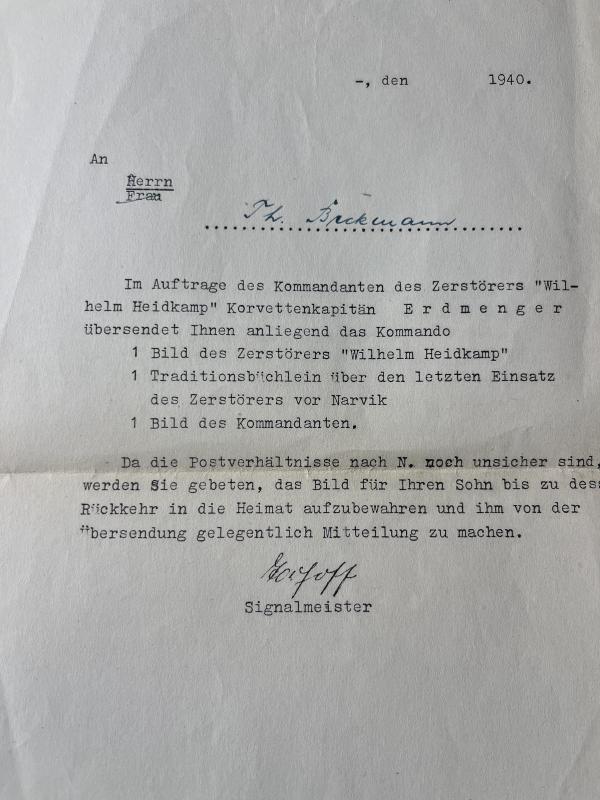 -, den 1940.
An
Herrn
Frau
Th. Beckmann
Im Auftrage des Kommandanten des Zerstörers "Wil-
helm Heidkamp" Korvettenkapitän E r d m e n g e r
übersendet Ihnen anliegend das Kommando
1 Bild des Zerstörers "Wilhelm Heidkamp"
1 Traditionsbüchlein über den letzten Einsatz
des Zerstörers vor Narvik
1 Bild des Kommandanten.
Da die Postverhältnisse nach N. noch unsicher sind,
werden Sie gebeten, das Bild für Ihren Sohn bis zu dess
Rückkehr in die Heimat aufzubewahren und ihm von der
Übersendung gelegentlich Mitteilung zu machen.
Signalmeister